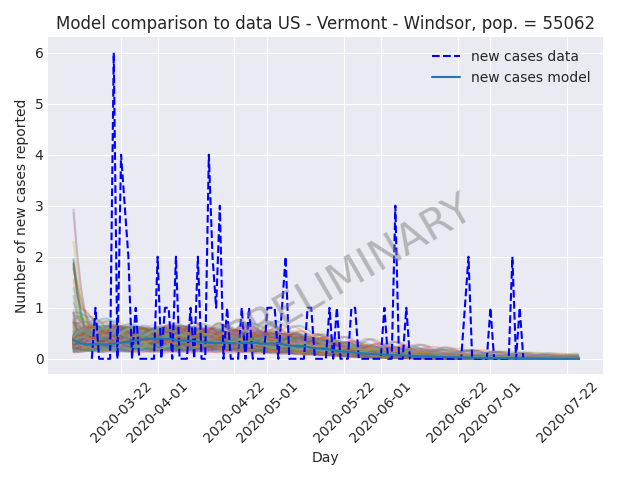 Model comparison to data US - Vermont - Windsor, pop. = 55062
new cases data
new cases model
PRELIMINARY
Number of new cases reported
6
5
4
3
2
1
0
2020-03-22
2020-04-01
2020-04-22
2020-05-01
2020-05-22
2020-06-01
2020-06-22
2020-07-01
2020-07-22
Day